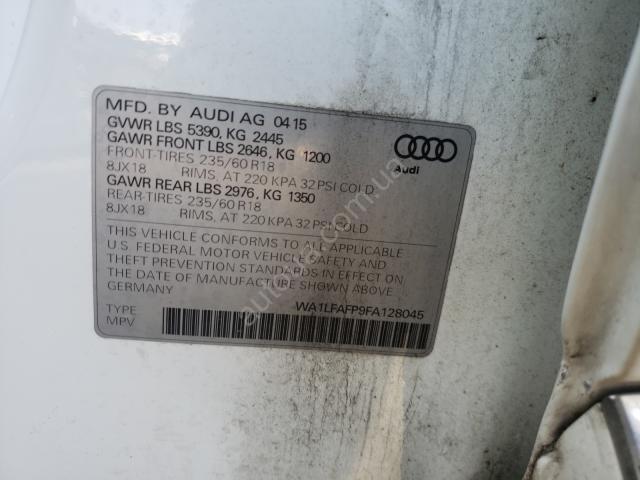 MFD. BY AUDI AG 04 15
GVWR LBS 5390, KG 2445
GAWR FRONT LBS 2646, KG 1200
FRONT-TIRES 235/60 R18
8JX18 RIMS, AT 220 KPA 32 PSI COLD
GAWR REAR LBS 2976, KG 1350
REAR-TIRES 235/60 R18
8JX18 RIMS, AT 220 KPA 32 PSI COLD
Audi
THIS VEHICLE CONFORMS TO ALL APPLICABLE
U.S. FEDERAL MOTOR VEHICLE SAFETY AND
THEFT PREVENTION STANDARDS IN EFFECT ON
THE DATE OF MANUFACTURE SHOWN ABOVE
GERMANY
WA1LFAFP9FA128045
TYPE
MPV
autoviza.com.ua